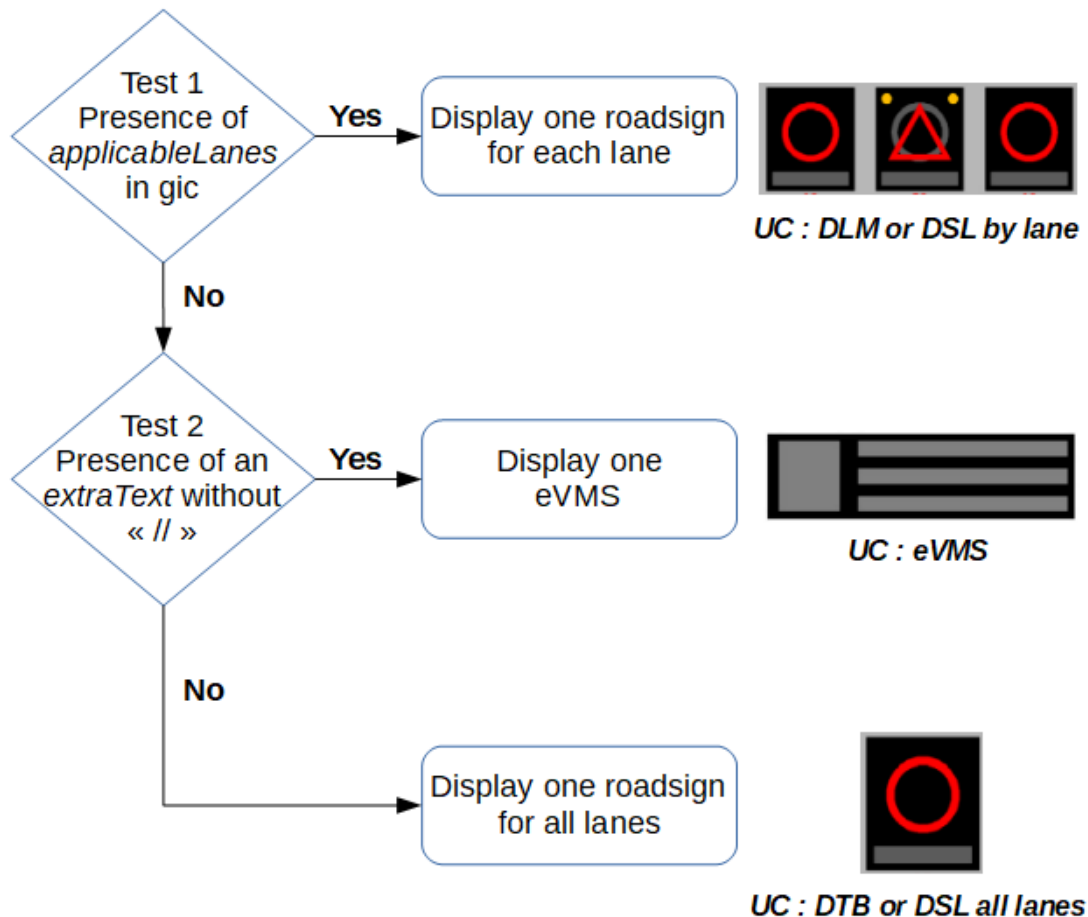 Test 1
Presence of
applicableLanes
in gic
Yes
Display one roadsign
for each lane
UC : DLM or DSL by lane
No
Test 2
Presence of an
extraText without
« // »
Yes
Display one
eVMS
UC : eVMS
No
Display one roadsign
for all lanes
UC : DTB or DSL all lanes